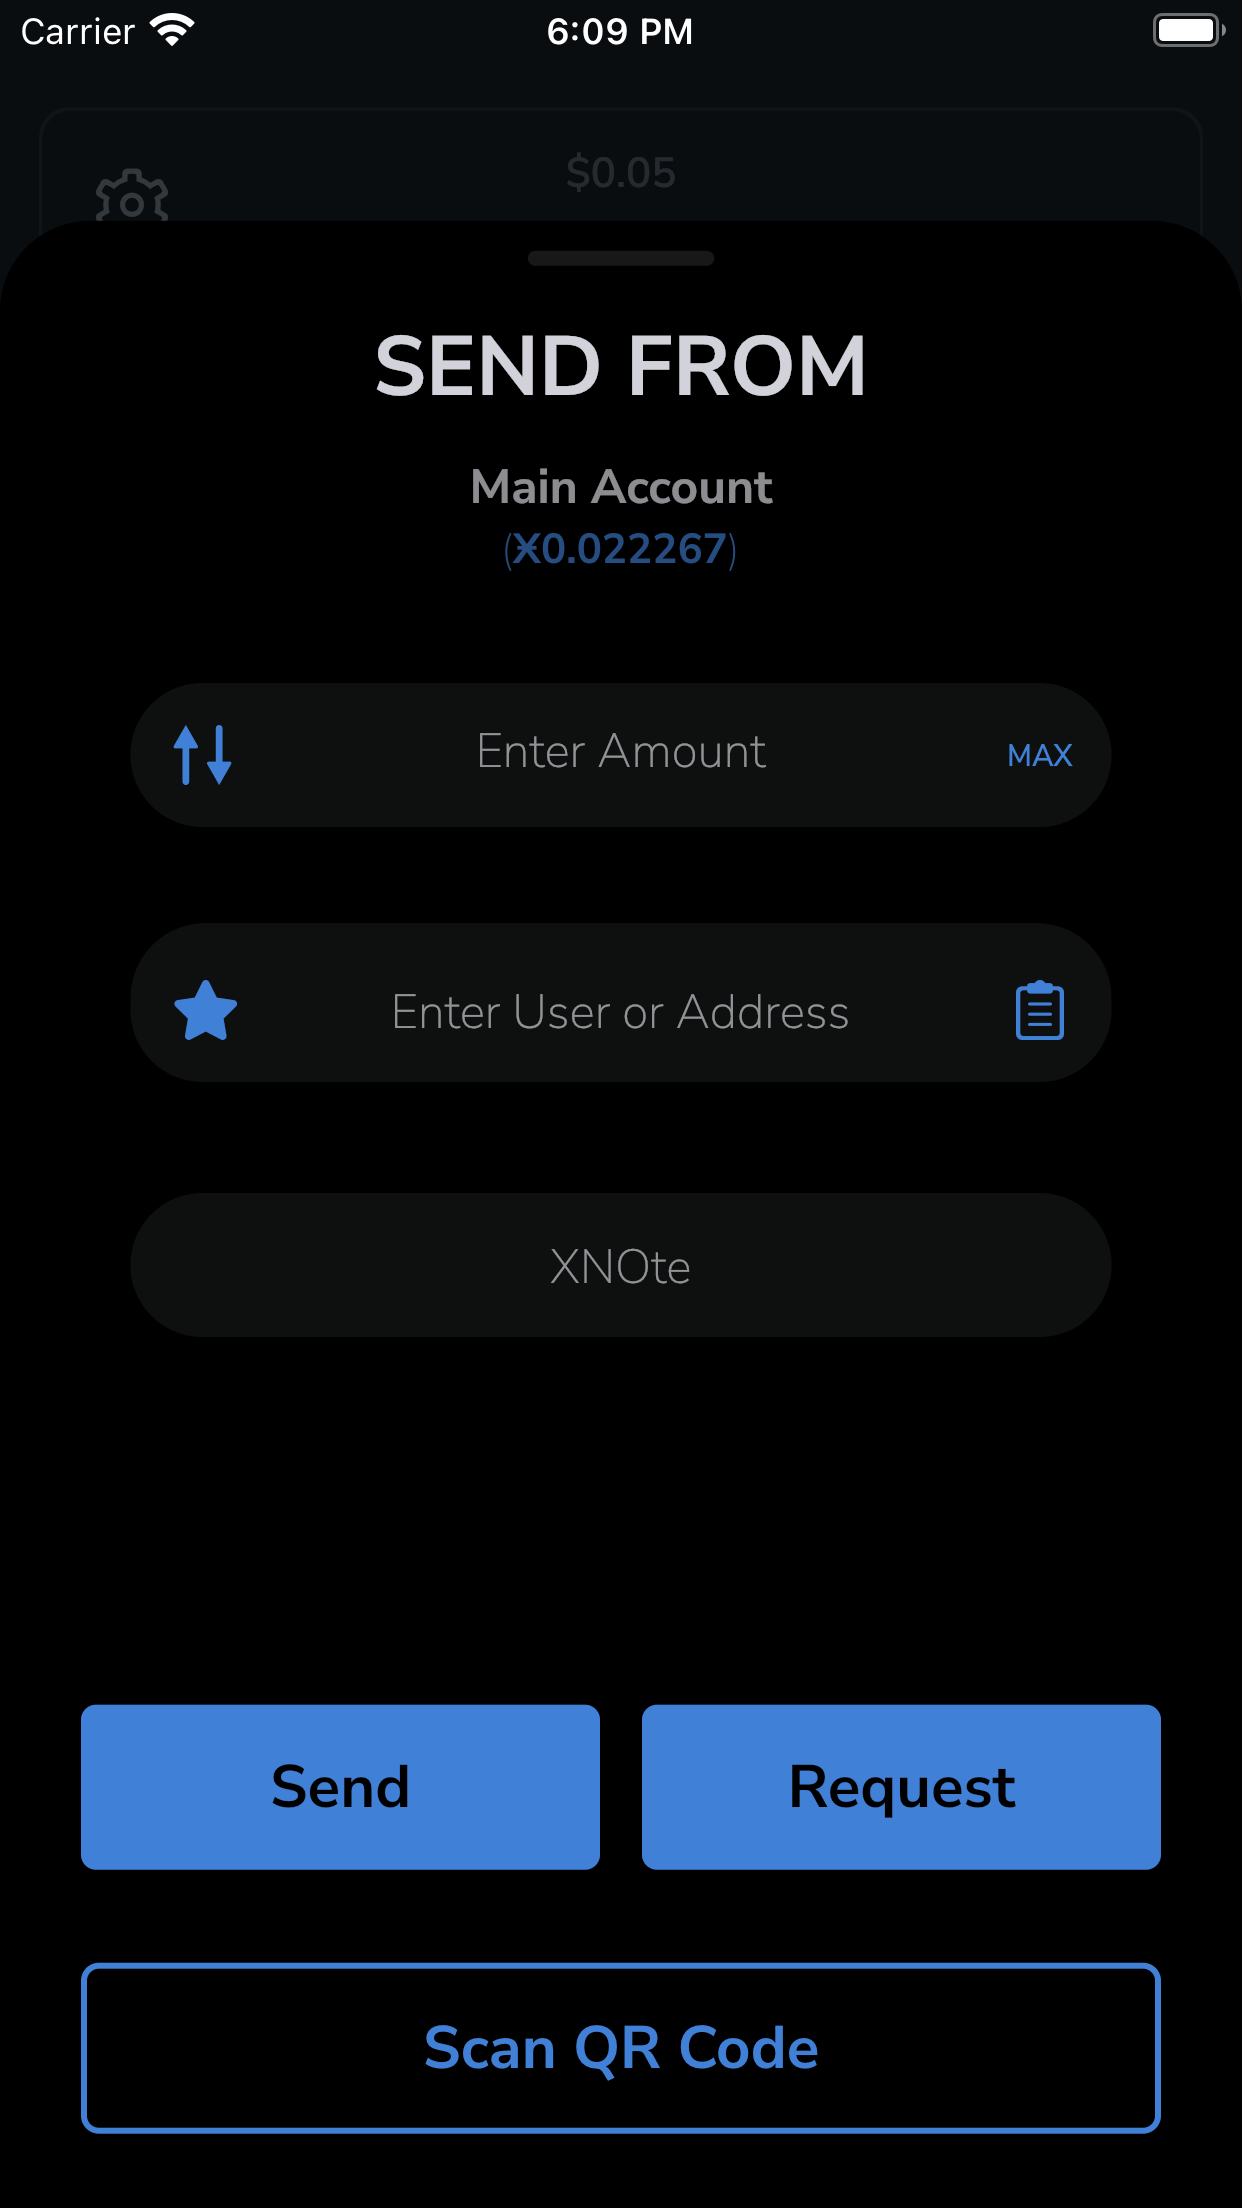 Carrier 6:09 PM
$0.05
SEND FROM
Main Account
(Ӿ0.022267)
Enter Amount MAX
Enter User or Address
XNOte
Send Request
Scan QR Code